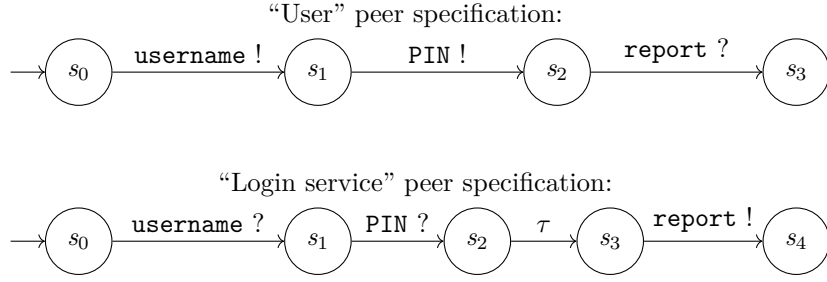 “User” peer specification:
username ! PIN ! report ?
s0 s1 s2 s3
“Login service” peer specification:
username ? PIN ? τ report !
s0 s1 s2 s3 s4